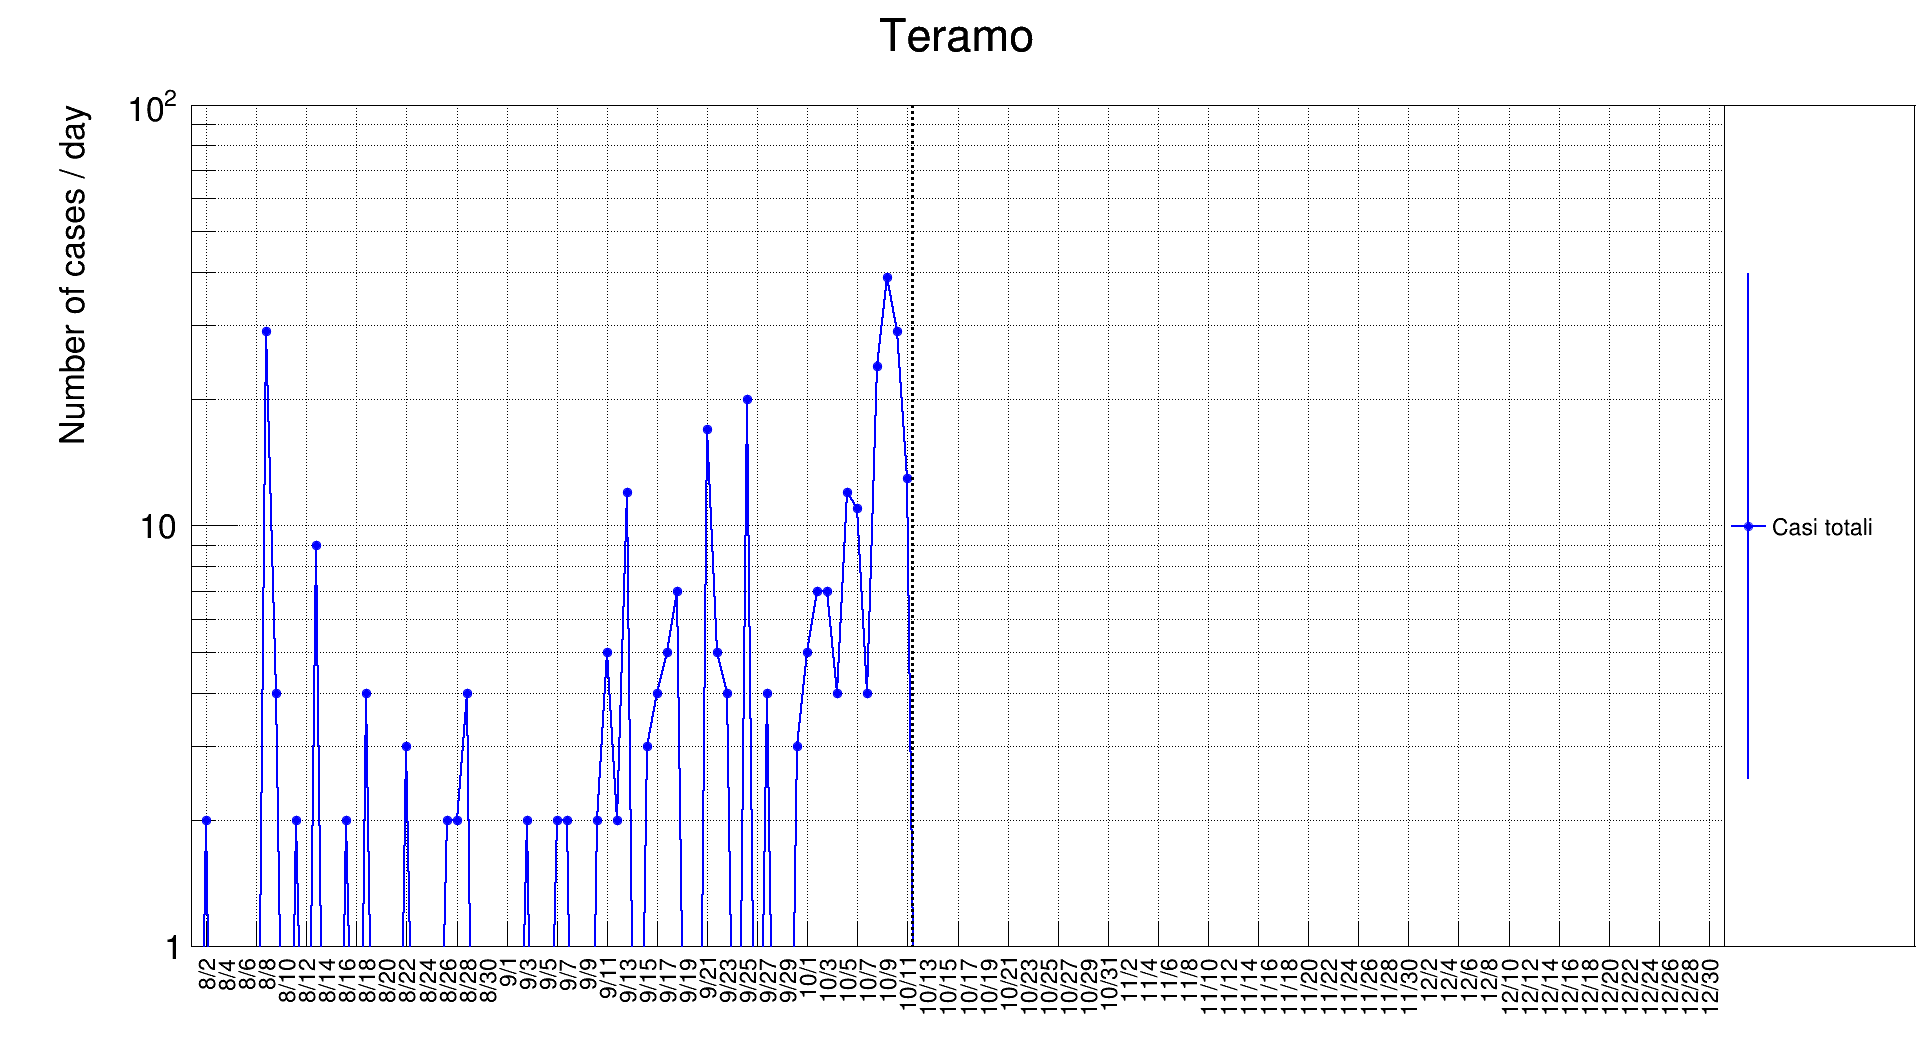 Teramo
Number of cases / day
10²
10
1
8/2 8/4 8/6 8/8 8/10 8/12 8/14 8/16 8/18 8/20 8/22 8/24 8/26 8/28 8/30 9/1 9/3 9/5 9/7 9/9 9/11 9/13 9/15 9/17 9/19 9/21 9/23 9/25 9/27 9/29 10/1 10/3 10/5 10/7 10/9 10/11 10/13 10/15 10/17 10/19 10/21 10/23 10/25 10/27 10/29 10/31 11/2 11/4 11/6 11/8 11/10 11/12 11/14 11/16 11/18 11/20 11/22 11/24 11/26 11/28 11/30 12/2 12/4 12/6 12/8 12/10 12/12 12/14 12/16 12/18 12/20 12/22 12/24 12/26 12/28 12/30
Casi totali